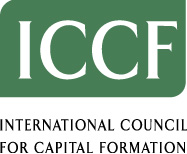 ICCF
INTERNATIONAL COUNCIL
FOR CAPITAL FORMATION